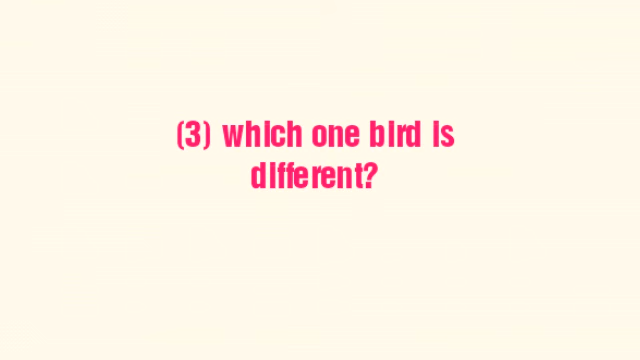 (3) which one bird is
different?